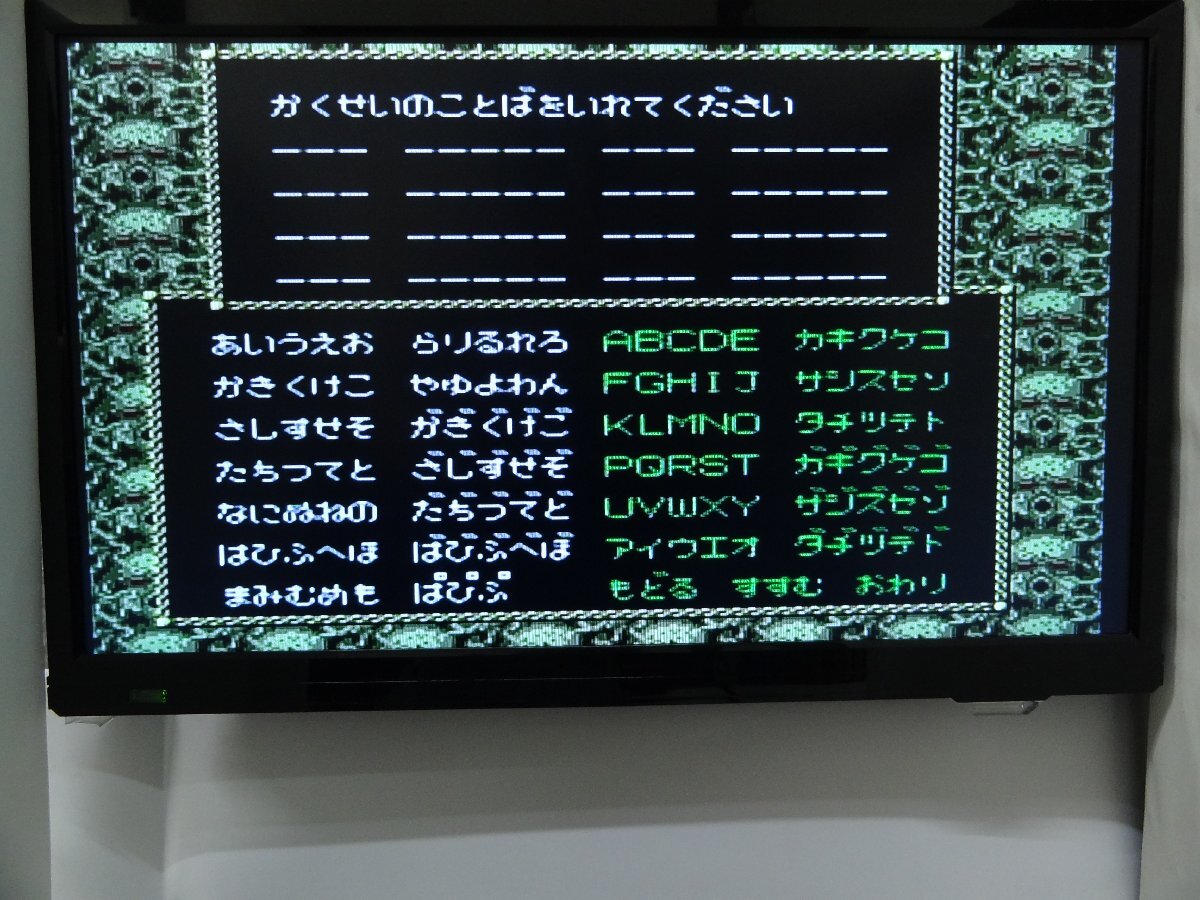 かくせいのことばをいれてください
あいうえお らりるれろ ABCDE カキクケコ
かきくけこ やゆよわん FGHIJ サシスセソ
さしすせそ がぎぐげご KLMNO タチツテト
たちつてと ざじずぜぞ PQRST ガギグゲゴ
なにぬねの だぢづでど UVWXY ザジズゼゾ
はひふへほ ばびぶべぼ アイウエオ ダヂヅデド
まみむめも ぱぴぷ もどる すすむ おわり